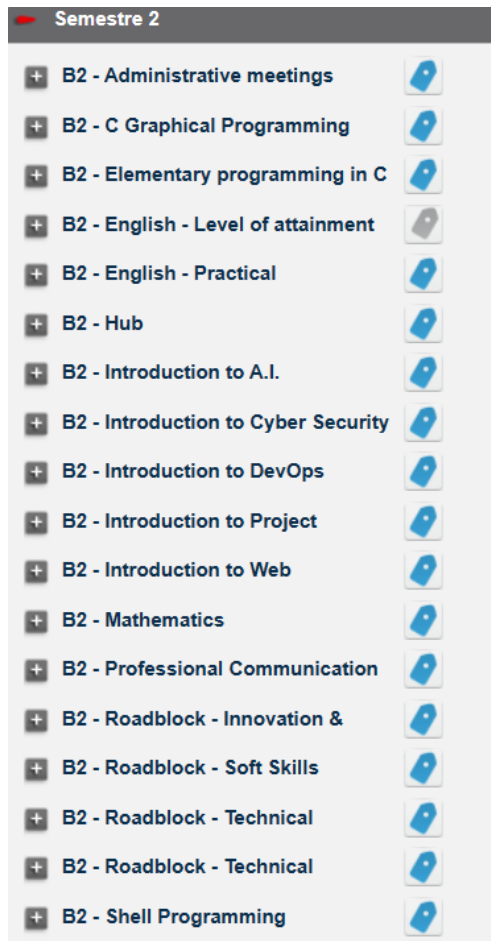 Semestre 2
B2 - Administrative meetings
B2 - C Graphical Programming
B2 - Elementary programming in C
B2 - English - Level of attainment
B2 - English - Practical
B2 - Hub
B2 - Introduction to A.I.
B2 - Introduction to Cyber Security
B2 - Introduction to DevOps
B2 - Introduction to Project
B2 - Introduction to Web
B2 - Mathematics
B2 - Professional Communication
B2 - Roadblock - Innovation &
B2 - Roadblock - Soft Skills
B2 - Roadblock - Technical
B2 - Roadblock - Technical
B2 - Shell Programming